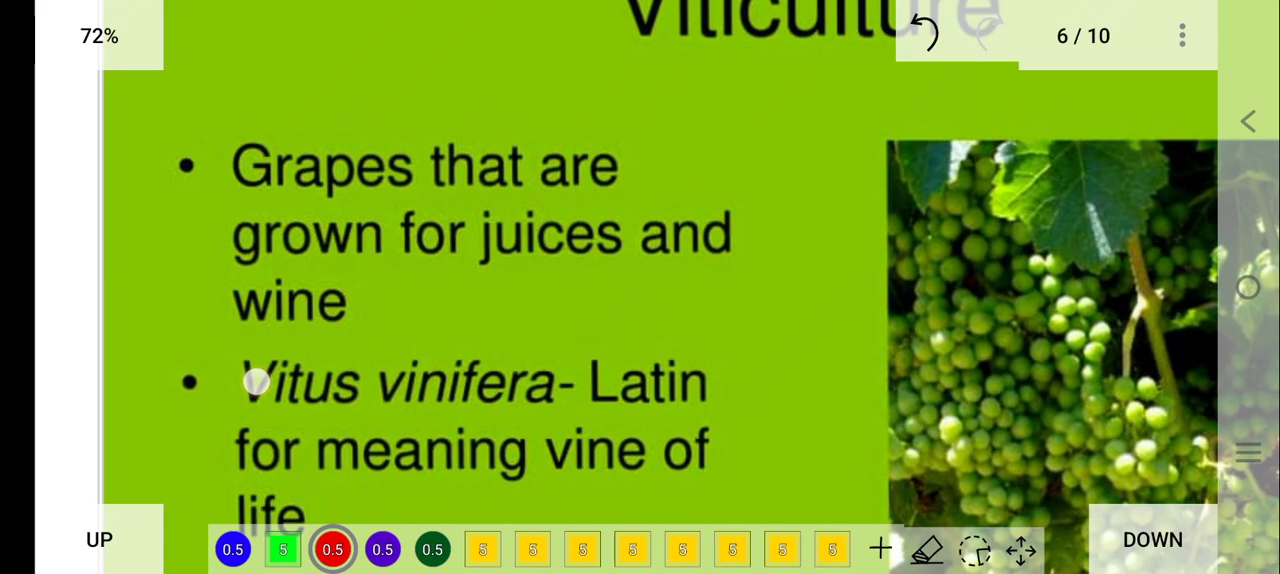 Viticulture
72%
6 / 10
• Grapes that are
grown for juices and
wine
• Vitus vinifera- Latin
for meaning vine of
life
UP
0.5 5 0.5 0.5 0.5 5 5 5 5 5 5 5 5
DOWN